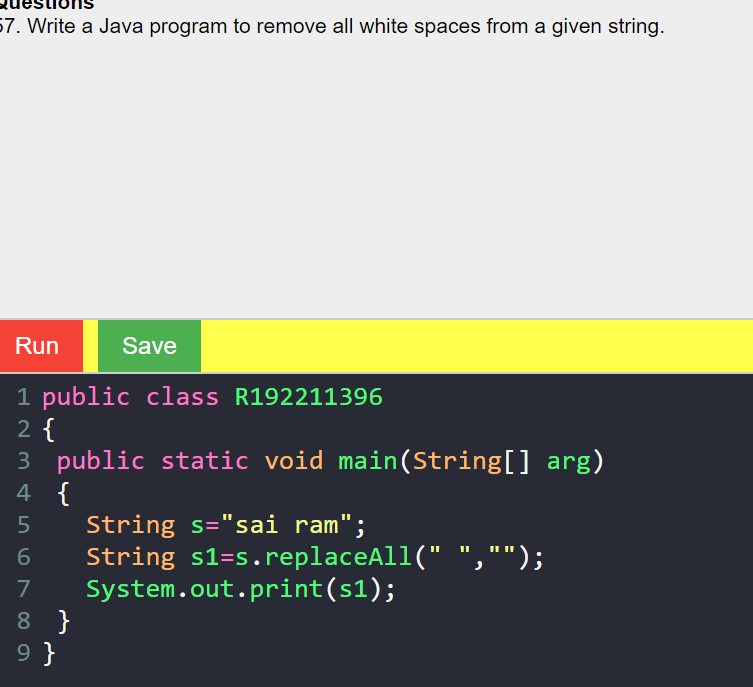 Questions
57. Write a Java program to remove all white spaces from a given string.
Run Save
1 public class R192211396
2 {
3 public static void main(String[] arg)
4 {
5 String s="sai ram";
6 String s1=s.replaceAll(" ","");
7 System.out.print(s1);
8 }
9 }